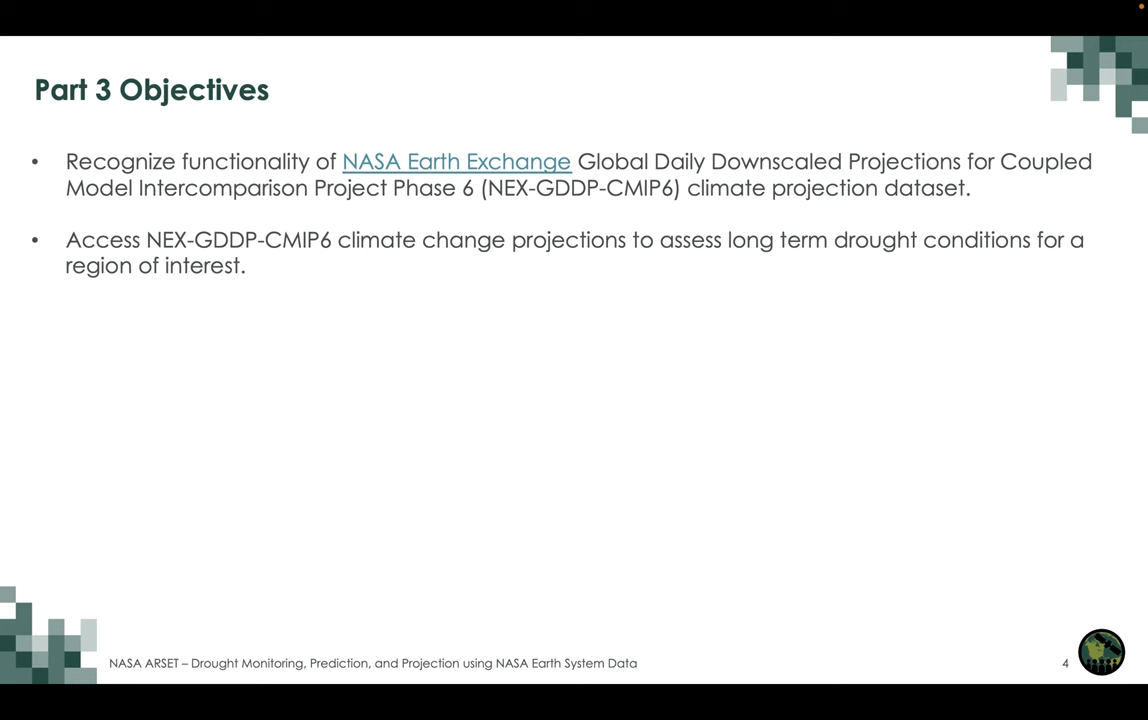 Part 3 Objectives
• Recognize functionality of NASA Earth Exchange Global Daily Downscaled Projections for Coupled
Model Intercomparison Project Phase 6 (NEX-GDDP-CMIP6) climate projection dataset.
• Access NEX-GDDP-CMIP6 climate change projections to assess long term drought conditions for a
region of interest.
NASA ARSET – Drought Monitoring, Prediction, and Projection using NASA Earth System Data
4